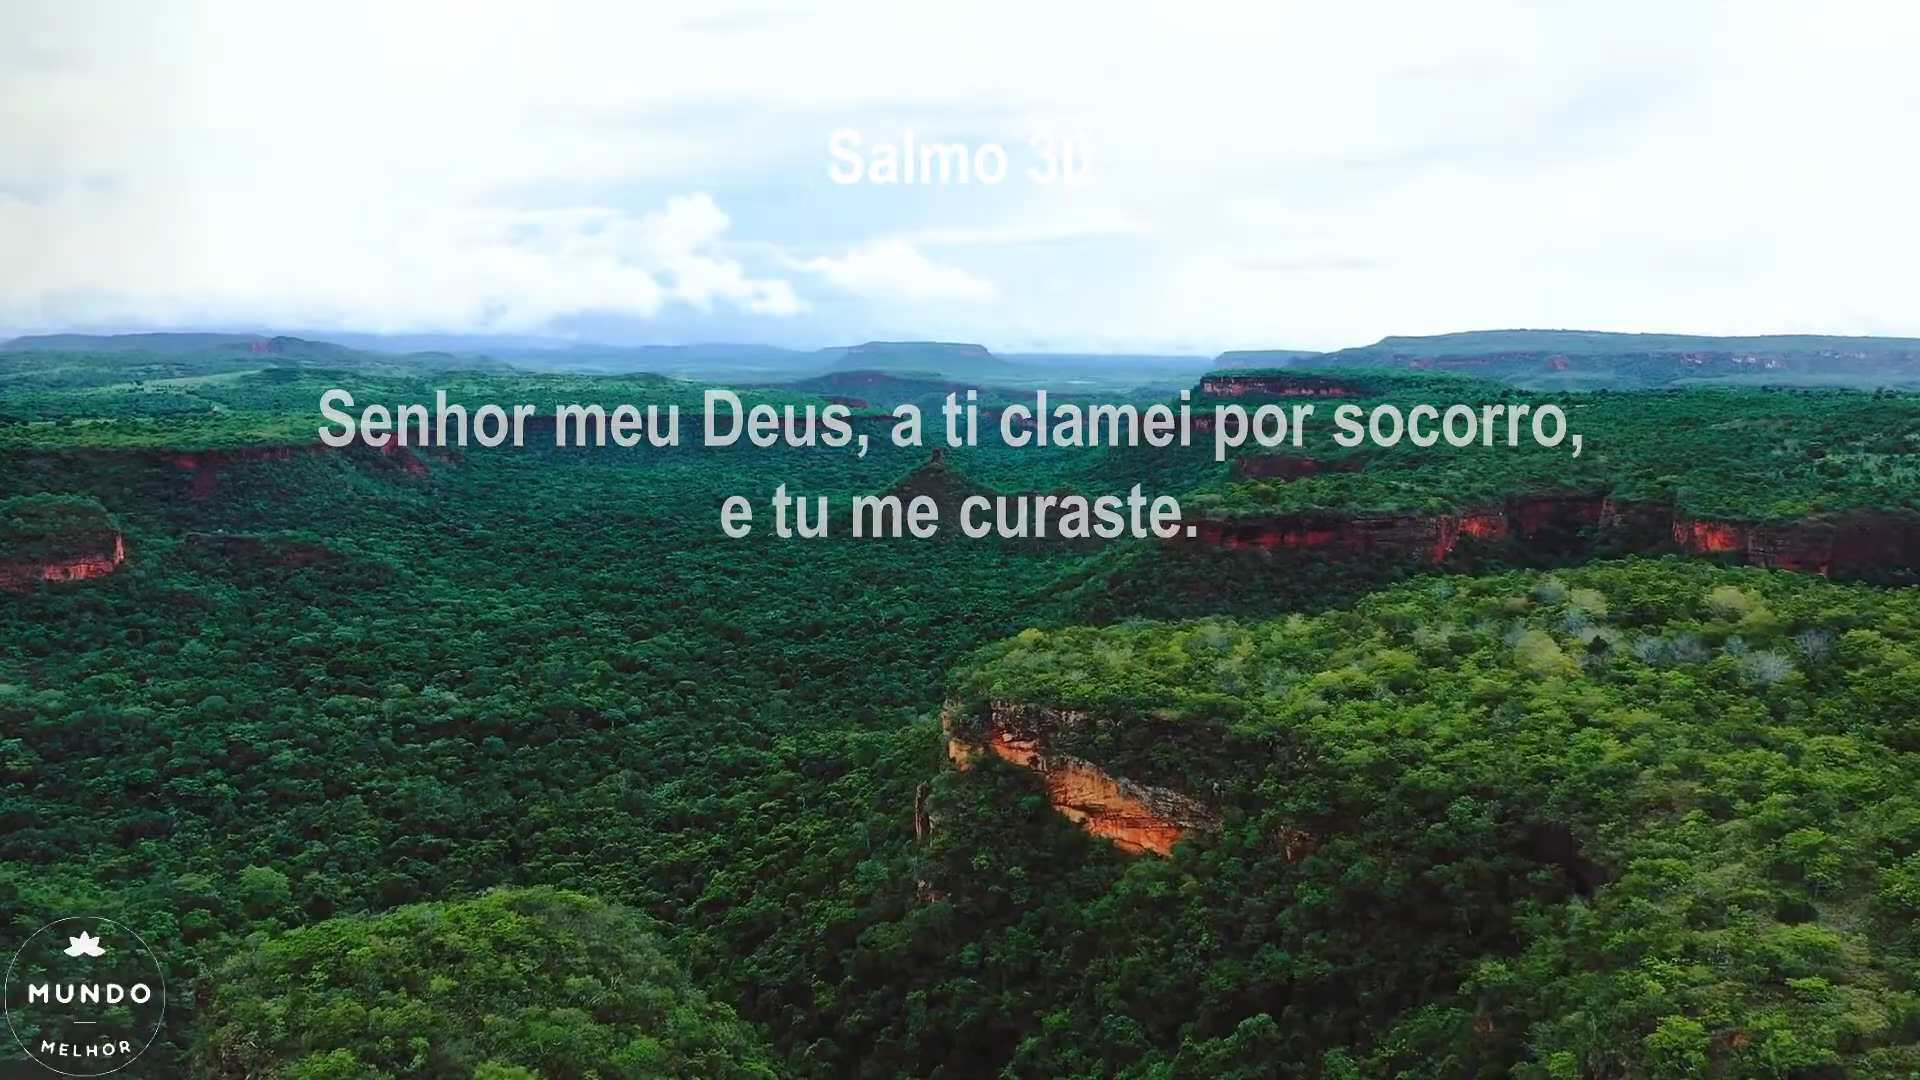 Salmo 30
Senhor meu Deus, a ti clamei por socorro,
e tu me curaste.
MUNDO
MELHOR